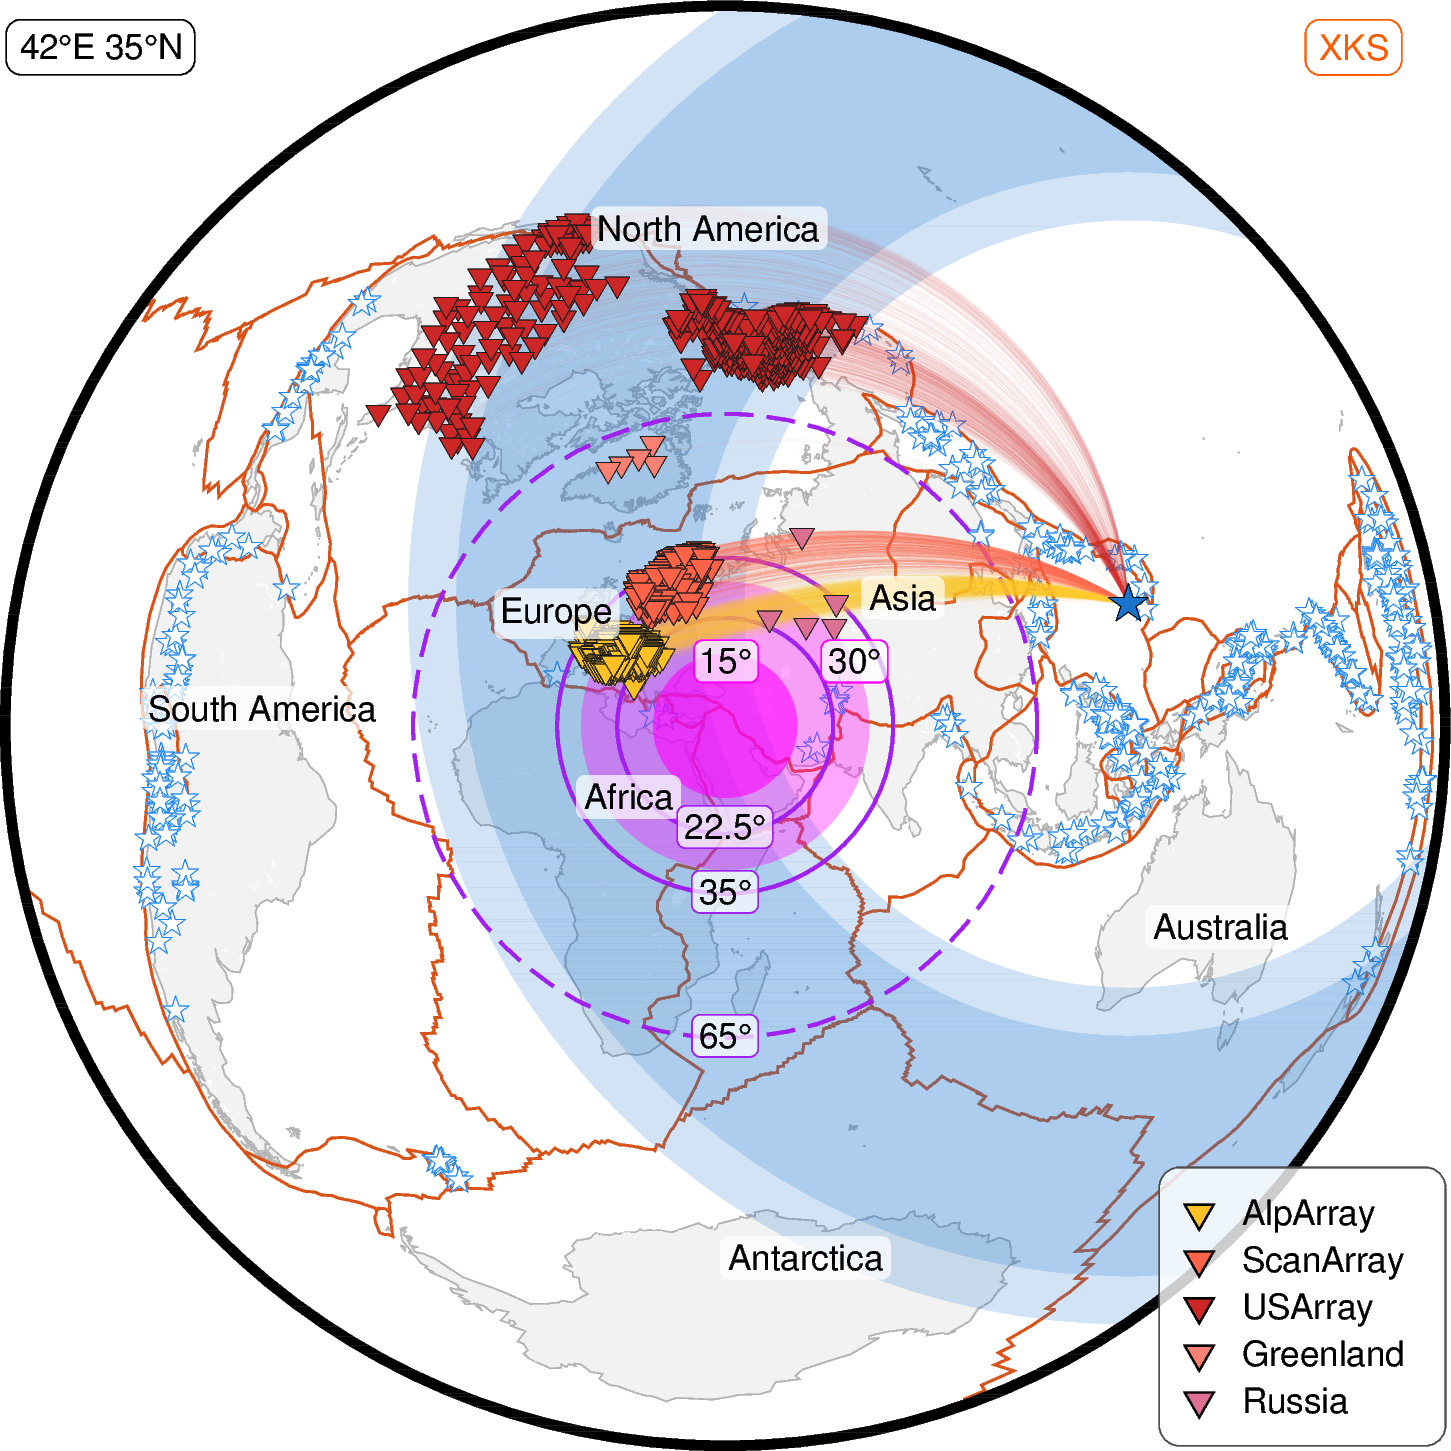 42°E 35°N
XKS
North America
Europe
Asia
15°
30°
South America
Africa
22.5°
35°
Australia
65°
Antarctica
AlpArray
ScanArray
USArray
Greenland
Russia